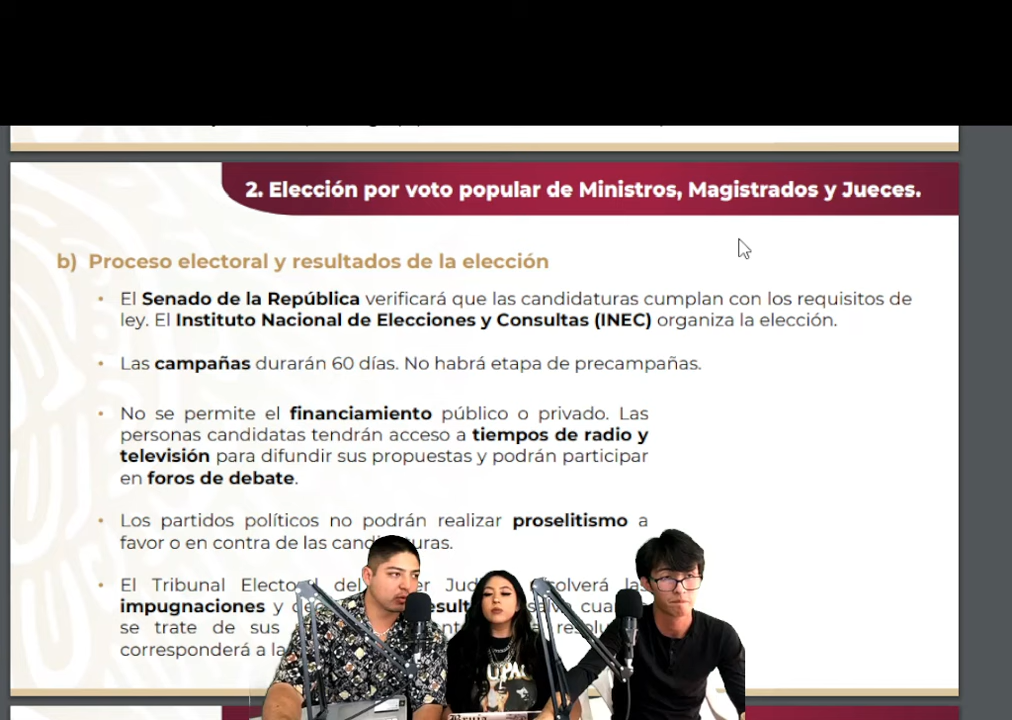 2. Elección por voto popular de Ministros, Magistrados y Jueces.
b) Proceso electoral y resultados de la elección
• El Senado de la República verificará que las candidaturas cumplan con los requisitos de
ley. El Instituto Nacional de Elecciones y Consultas (INEC) organiza la elección.
• Las campañas durarán 60 días. No habrá etapa de precampañas.
• No se permite el financiamiento público o privado. Las
personas candidatas tendrán acceso a tiempos de radio y
televisión para difundir sus propuestas y podrán participar
en foros de debate.
• Los partidos políticos no podrán realizar proselitismo a
favor o en contra de las
• El Tribunal del
impugnaciones y
se trate de sus
corresponderá a
Bruja